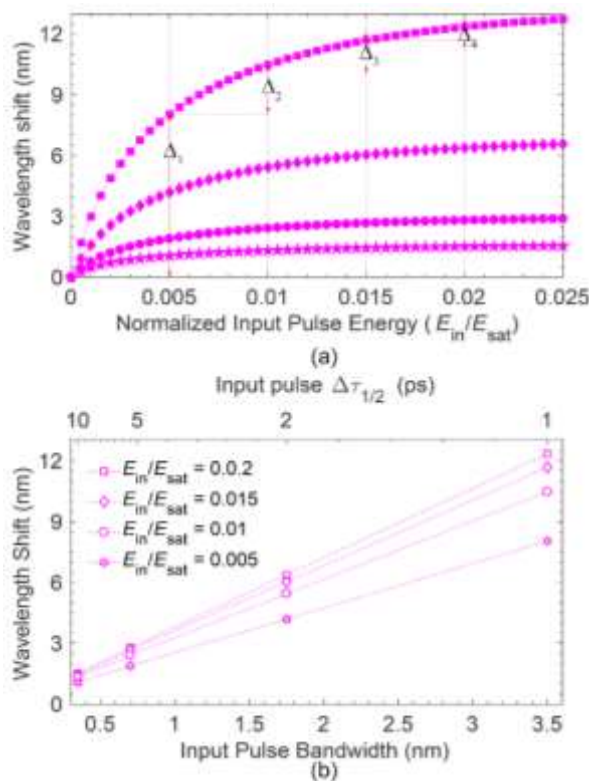 12
9
6
3
0
Wavelength shift (nm)
Δ1
Δ2
Δ3
Δ4
0 0.005 0.01 0.015 0.02 0.025
Normalized Input Pulse Energy (Ein/Esat)
(a)
Input pulse Δτ1/2 (ps)
10 5 2 1
12
9
6
3
0
Wavelength Shift (nm)
Ein/Esat = 0.0.2
Ein/Esat = 0.015
Ein/Esat = 0.01
Ein/Esat = 0.005
0.5 1 1.5 2 2.5 3 3.5
Input Pulse Bandwidth (nm)
(b)